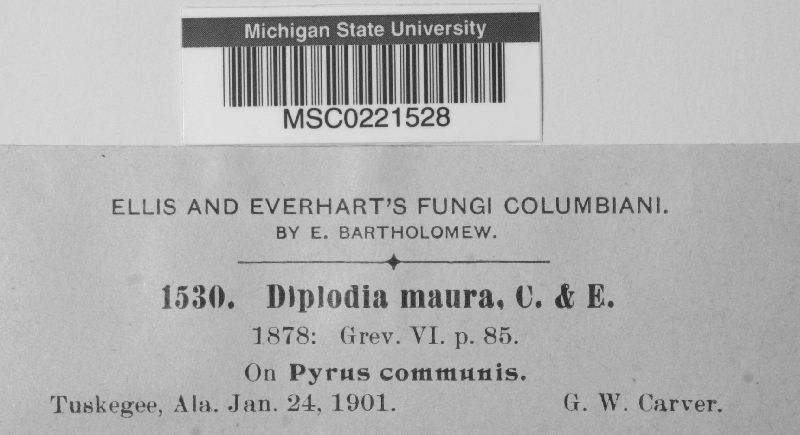 Michigan State University
MSC0221528
ELLIS AND EVERHART'S FUNGI COLUMBIANI.
BY E. BARTHOLOMEW.
1530. Diplodia maura, C. & E.
1878: Grev. VI. p. 85.
On Pyrus communis.
Tuskegee, Ala. Jan. 24, 1901. G. W. Carver.